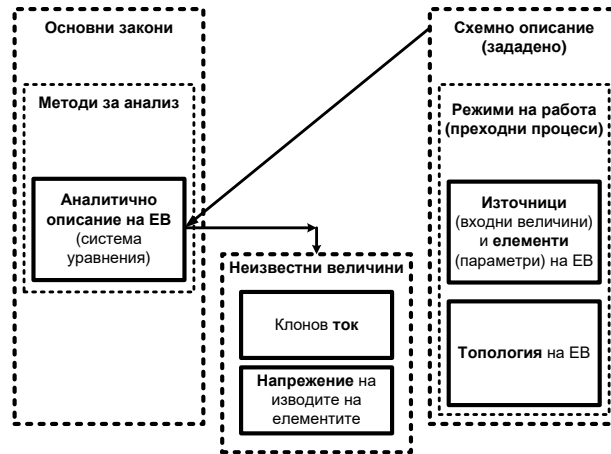 Основни закони
Методи за анализ
Аналитично
описание на ЕВ
(система
уравнения)
Неизвестни величини
Клонов ток
Напрежение на
изводите на
елементите
Схемно описание
(зададено)
Режими на работа
(преходни процеси)
Източници
(входни величини)
и елементи
(параметри) на ЕВ
Топология на ЕВ